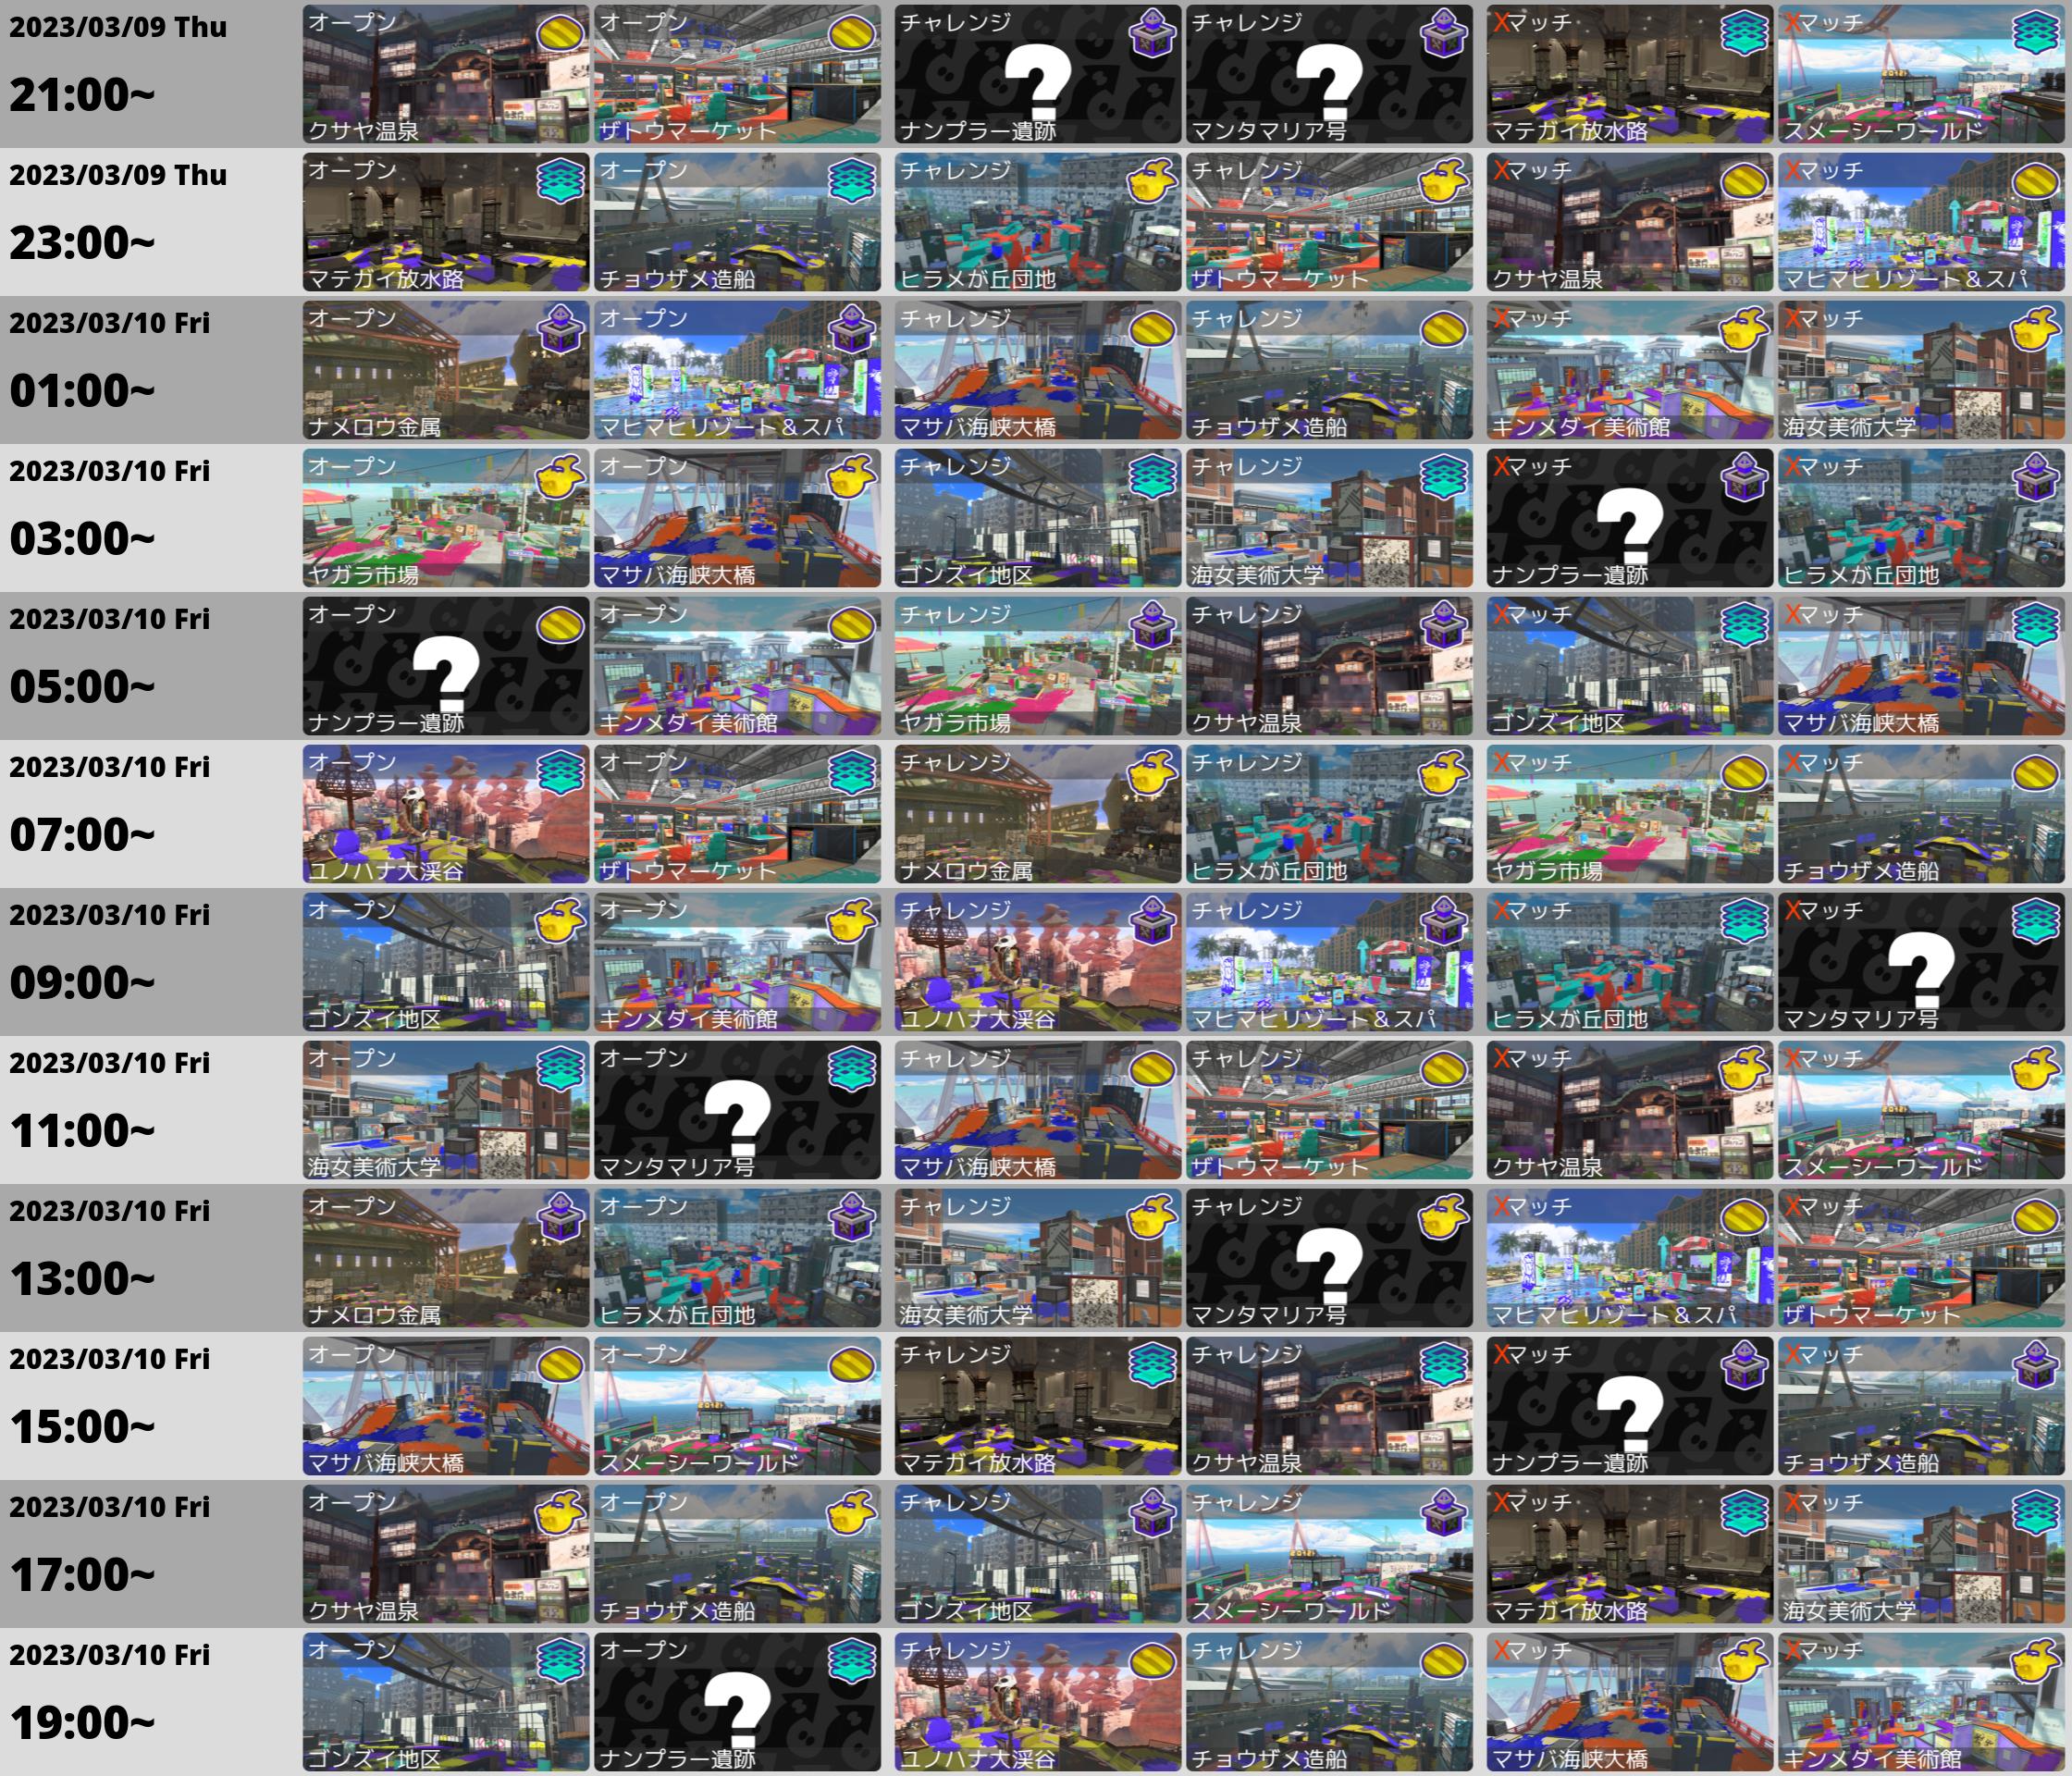 2023/03/09 Thu
21:00~
オープン
クサヤ温泉
オープン
ザトウマーケット
チャレンジ
ナンプラー遺跡
チャレンジ
マンタマリア号
Xマッチ
マテガイ放水路
Xマッチ
スメーシーワールド
2023/03/09 Thu
23:00~
オープン
マテガイ放水路
オープン
チョウザメ造船
チャレンジ
ヒラメが丘団地
チャレンジ
ザトウマーケット
Xマッチ
クサヤ温泉
Xマッチ
マヒマヒリゾート＆スパ
2023/03/10 Fri
01:00~
オープン
ナメロウ金属
オープン
マヒマヒリゾート＆スパ
チャレンジ
マサバ海峡大橋
チャレンジ
チョウザメ造船
Xマッチ
キンメダイ美術館
Xマッチ
海女美術大学
2023/03/10 Fri
03:00~
オープン
ヤガラ市場
オープン
マサバ海峡大橋
チャレンジ
ゴンズイ地区
チャレンジ
海女美術大学
Xマッチ
ナンプラー遺跡
Xマッチ
ヒラメが丘団地
2023/03/10 Fri
05:00~
オープン
ナンプラー遺跡
オープン
キンメダイ美術館
チャレンジ
ヤガラ市場
チャレンジ
クサヤ温泉
Xマッチ
ゴンズイ地区
Xマッチ
マサバ海峡大橋
2023/03/10 Fri
07:00~
オープン
ユノハナ大渓谷
オープン
ザトウマーケット
チャレンジ
ナメロウ金属
チャレンジ
ヒラメが丘団地
Xマッチ
ヤガラ市場
Xマッチ
チョウザメ造船
2023/03/10 Fri
09:00~
オープン
ゴンズイ地区
オープン
キンメダイ美術館
チャレンジ
ユノハナ大渓谷
チャレンジ
マヒマヒリゾート＆スパ
Xマッチ
ヒラメが丘団地
Xマッチ
マンタマリア号
2023/03/10 Fri
11:00~
オープン
海女美術大学
オープン
マンタマリア号
チャレンジ
マサバ海峡大橋
チャレンジ
ザトウマーケット
Xマッチ
クサヤ温泉
Xマッチ
スメーシーワールド
2023/03/10 Fri
13:00~
オープン
ナメロウ金属
オープン
ヒラメが丘団地
チャレンジ
海女美術大学
チャレンジ
マンタマリア号
Xマッチ
マヒマヒリゾート＆スパ
Xマッチ
ザトウマーケット
2023/03/10 Fri
15:00~
オープン
マサバ海峡大橋
オープン
スメーシーワールド
チャレンジ
マテガイ放水路
チャレンジ
クサヤ温泉
Xマッチ
ナンプラー遺跡
Xマッチ
チョウザメ造船
2023/03/10 Fri
17:00~
オープン
クサヤ温泉
オープン
チョウザメ造船
チャレンジ
ゴンズイ地区
チャレンジ
スメーシーワールド
Xマッチ
マテガイ放水路
Xマッチ
海女美術大学
2023/03/10 Fri
19:00~
オープン
ゴンズイ地区
オープン
ナンプラー遺跡
チャレンジ
ユノハナ大渓谷
チャレンジ
チョウザメ造船
Xマッチ
マサバ海峡大橋
Xマッチ
キンメダイ美術館